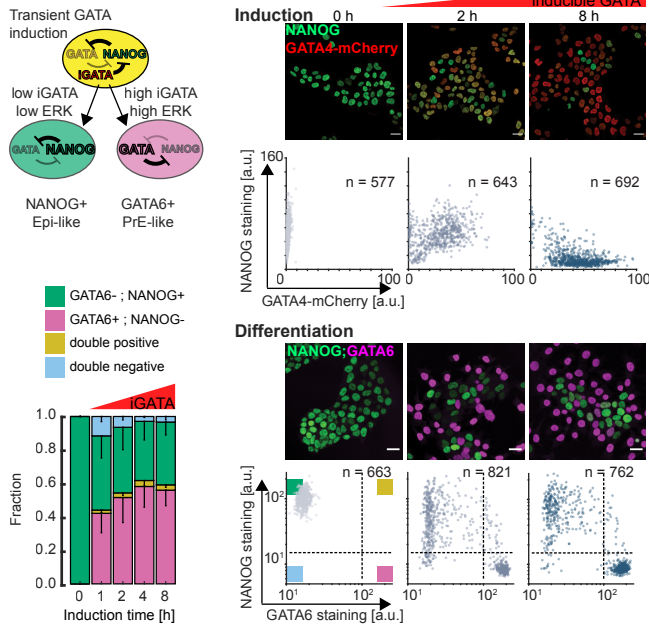 Transient GATA
induction
GATA NANOG
iGATA
low iGATA
low ERK
high iGATA
high ERK
GATA NANOG
GATA NANOG
NANOG+
Epi-like
GATA6+
PrE-like
Induction
Inducible GATA
0 h
2 h
8 h
NANOG
GATA4-mCherry
160
NANOG staining [a.u.]
0
n = 577
n = 643
n = 692
0
100
0
100
0
100
GATA4-mCherry [a.u.]
GATA6- ; NANOG+
GATA6+ ; NANOG-
double positive
double negative
iGATA
1.0
0.8
0.6
0.4
0.2
0.0
Fraction
0 1 2 4 8
Induction time [h]
Differentiation
NANOG;GATA6
n = 663
n = 821
n = 762
NANOG staining [a.u.]
10²
10¹
10¹
10²
10¹
10²
10¹
10²
GATA6 staining [a.u.]